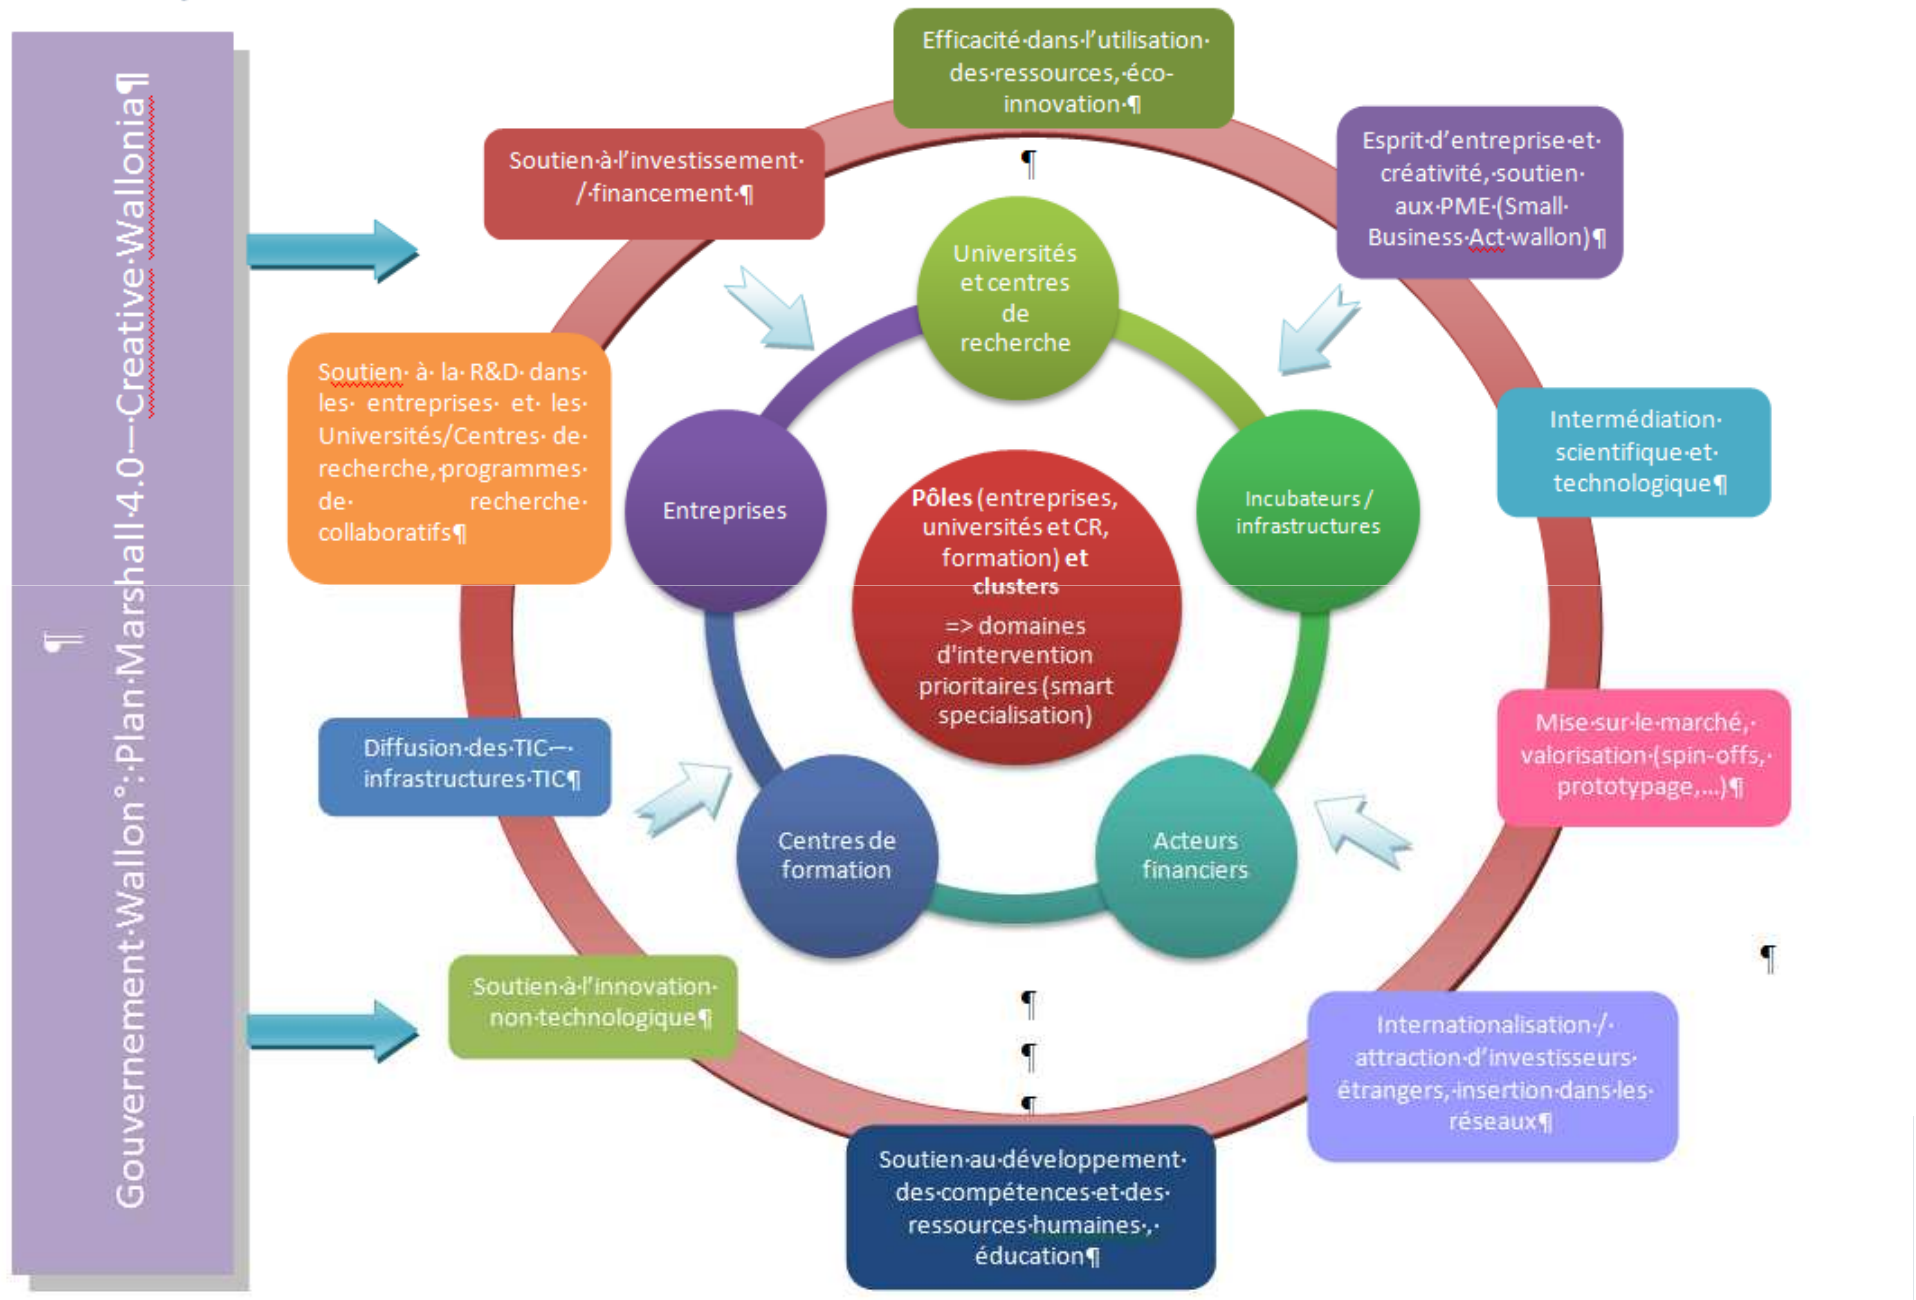 Gouvernement·Wallon°:·Plan·Marshall·4.0·–·Creative·Wallonia¶
¶
Efficacité·dans·l’utilisation·
des·ressources,·éco-
innovation·¶
Soutien·à·l’investissement·
/·financement·¶
Esprit·d’entreprise·et·
créativité,·soutien·
aux·PME·(Small·
Business·Act·wallon)¶
¶
Universités
et centres
de
recherche
Soutien· à· la· R&D· dans·
les· entreprises· et· les·
Universités/Centres· de·
recherche,·programmes·
de· recherche·
collaboratifs¶
Intermédiation·
scientifique·et·
technologique¶
Entreprises
Pôles (entreprises,
universités et CR,
formation) et
clusters
=> domaines
d'intervention
prioritaires (smart
specialisation)
Incubateurs /
infrastructures
Diffusion·des·TIC–·
infrastructures·TIC¶
Mise·sur·le·marché,·
valorisation·(spin-offs,·
prototypage,…)¶
Centres de
formation
Acteurs
financiers
¶
Soutien·à·l’innovation·
non·technologique¶
¶
¶
¶
Internationalisation·/·
attraction·d’investisseurs·
étrangers,·insertion·dans·les·
réseaux¶
Soutien·au·développement·
des·compétences·et·des·
ressources·humaines·,·
éducation¶